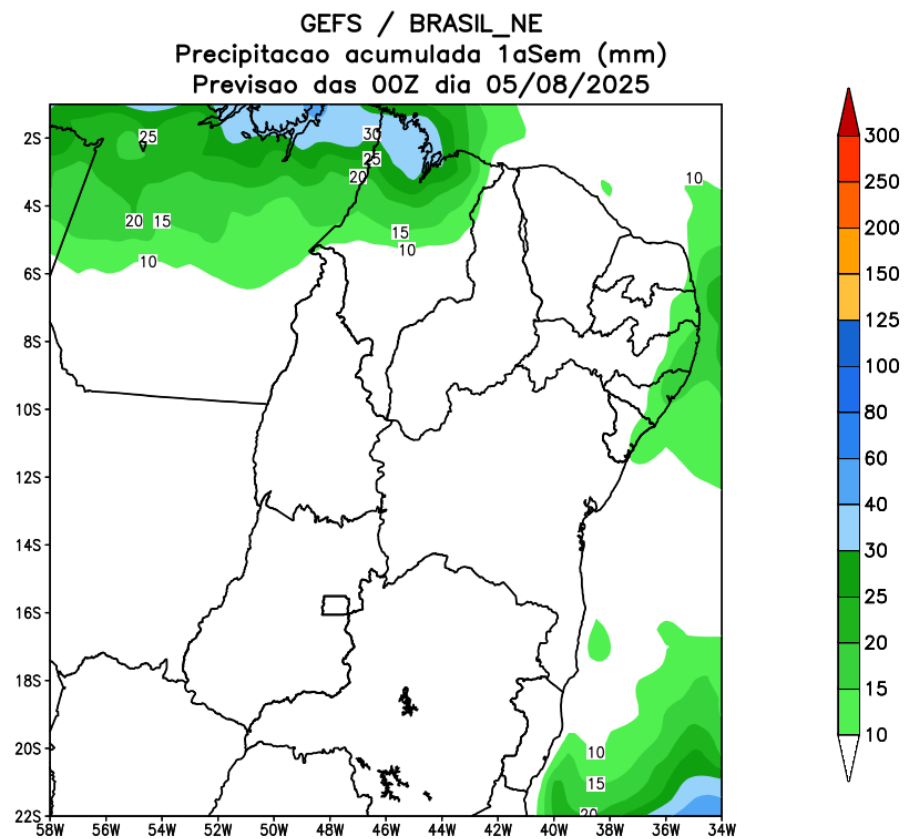 GEFS / BRASIL_NE
Precipitacao acumulada 1aSem (mm)
Previsao das 00Z dia 05/08/2025
2S
4S
6S
8S
10S
12S
14S
16S
18S
20S
22S
58W 56W 54W 52W 50W 48W 46W 44W 42W 40W 38W 36W 34W
25
30
25
20
20 15
15
10
10
10
10
15
20
300
250
200
150
125
100
80
60
40
30
25
20
15
10